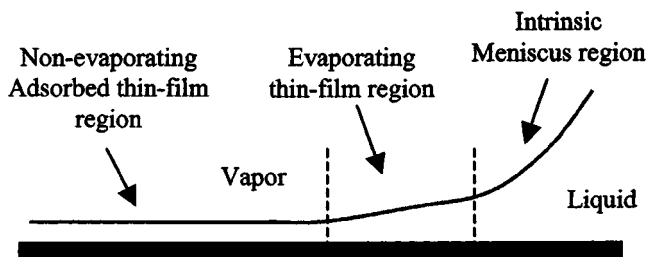 Non-evaporating
Adsorbed thin-film
region
Evaporating
thin-film region
Intrinsic
Meniscus region
Vapor
Liquid